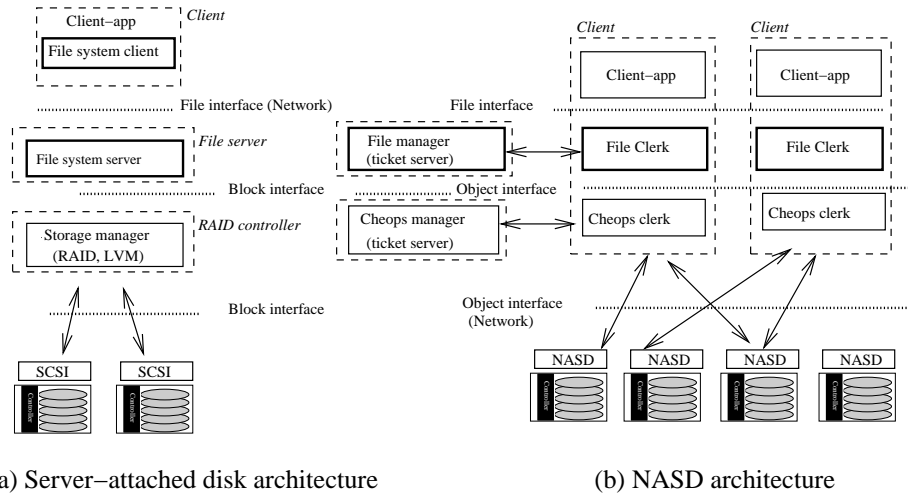 Client
Client−app
File system client
File interface (Network)
File server
File system server
Block interface
RAID controller
Storage manager
(RAID, LVM)
Block interface
SCSI
SCSI
Controller
Controller
a) Server−attached disk architecture
Client
Client
Client−app
Client−app
File interface
File manager
(ticket server)
File Clerk
File Clerk
Object interface
Cheops manager
(ticket server)
Cheops clerk
Cheops clerk
Object interface
(Network)
NASD
NASD
NASD
NASD
Controller
Controller
Controller
Controller
(b) NASD architecture